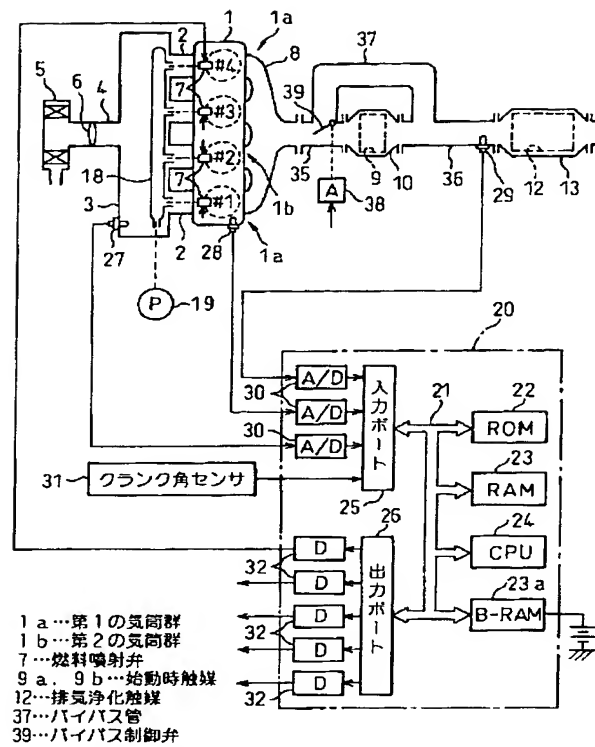 1
1a
2
8
37
5
6
4
#4
39
7
#3
18
#2
35
9
10
36
29
12
13
7
1b
A
38
#1
3
27
2
28
1a
P
19
20
A/D
30
A/D
30
A/D
入力ポート
21
22
ROM
23
RAM
31
クランク角センサ
25
24
CPU
26
D
32
D
出力ポート
23a
B-RAM
D
32
D
D
32
1a…第1の気筒群
1b…第2の気筒群
7…燃料噴射弁
9a，9b…始動時触媒
12…排気浄化触媒
37…バイパス管
39…バイパス制御弁